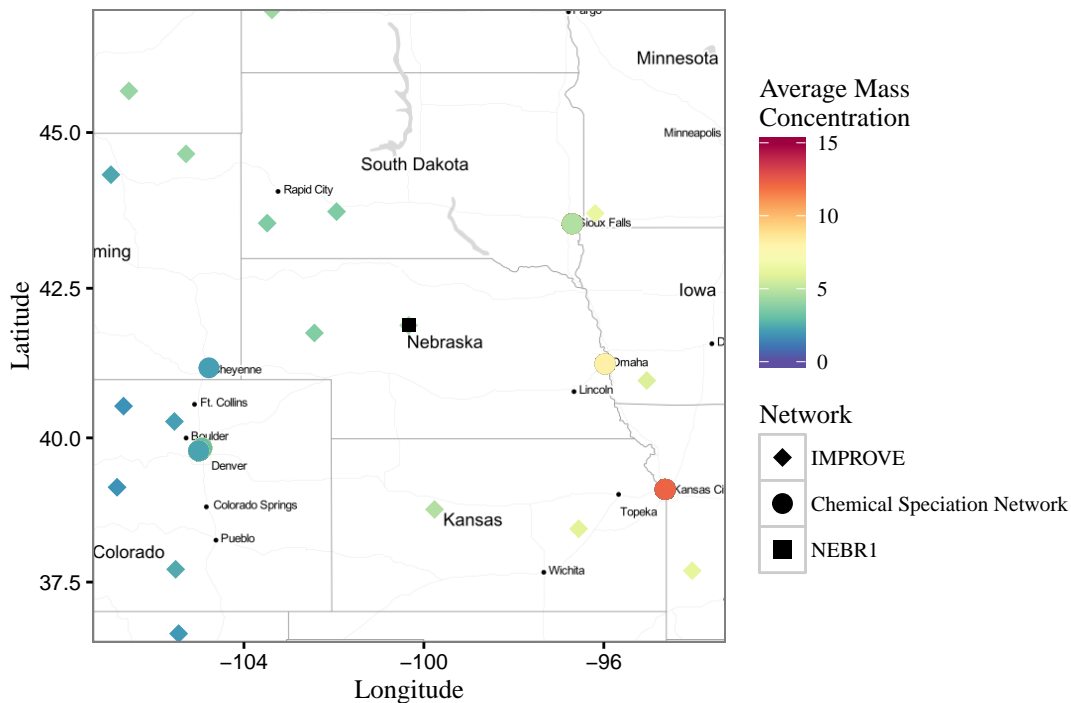 Fargo
Minnesota
Average Mass
Concentration
45.0
Minneapolis
15
South Dakota
Rapid City
10
Sioux Falls
ming
5
42.5
Iowa
Latitude
Nebraska
D
0
Cheyenne
Omaha
Lincoln
Ft. Collins
Network
40.0
Boulder
Denver
IMPROVE
Kansas Ci
Colorado Springs
Topeka
Chemical Speciation Network
Kansas
Pueblo
NEBR1
Colorado
Wichita
37.5
−104
−100
−96
Longitude